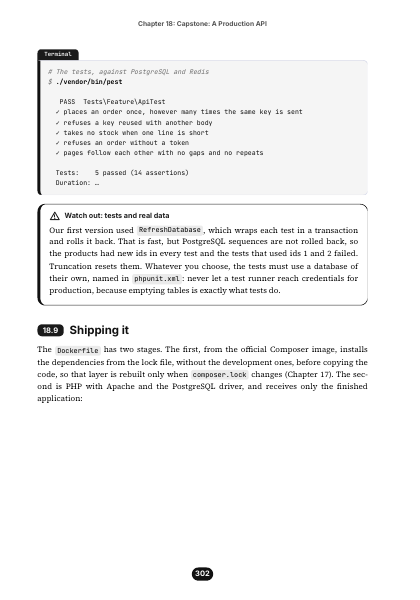 Chapter 18: Capstone: A Production API
Terminal
# The tests, against PostgreSQL and Redis
$ ./vendor/bin/pest
PASS Tests\Feature\ApiTest
✓ places an order once, however many times the same key is sent
✓ refuses a key reused with another body
✓ takes no stock when one line is short
✓ refuses an order without a token
✓ pages follow each other with no gaps and no repeats
Tests: 5 passed (14 assertions)
Duration: …
Watch out: tests and real data
Our first version used RefreshDatabase, which wraps each test in a transaction
and rolls it back. That is fast, but PostgreSQL sequences are not rolled back, so
the products had new ids in every test and the tests that used ids 1 and 2 failed.
Truncation resets them. Whatever you choose, the tests must use a database of
their own, named in phpunit.xml: never let a test runner reach credentials for
production, because emptying tables is exactly what tests do.
18.9 Shipping it
The Dockerfile has two stages. The first, from the official Composer image, installs
the dependencies from the lock file, without the development ones, before copying the
code, so that layer is rebuilt only when composer.lock changes (Chapter 17). The sec-
ond is PHP with Apache and the PostgreSQL driver, and receives only the finished
application:
302